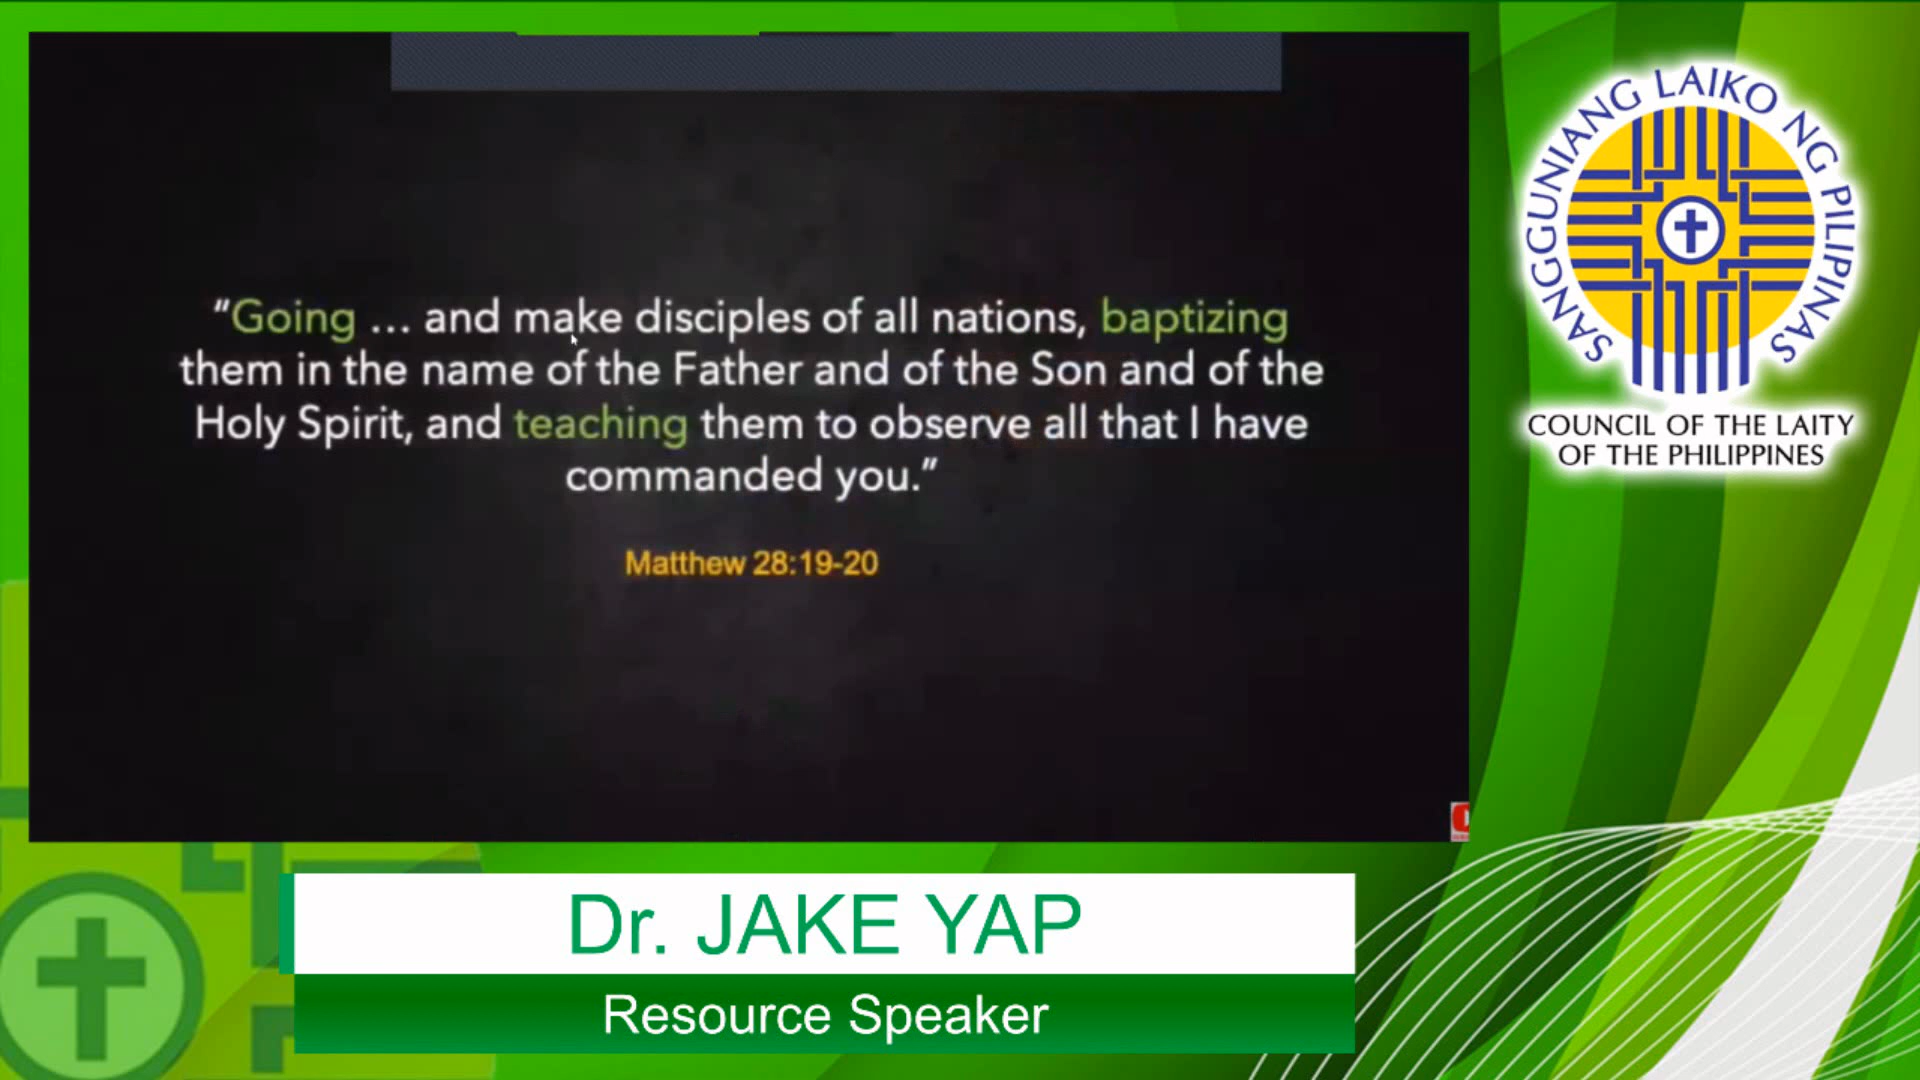 “Going ... and make disciples of all nations, baptizing
them in the name of the Father and of the Son and of the
Holy Spirit, and teaching them to observe all that I have
commanded you.”
Matthew 28:19-20
SANGGUNIANG LAIKO NG PILIPINAS
COUNCIL OF THE LAITY
OF THE PHILIPPINES
Dr. JAKE YAP
Resource Speaker